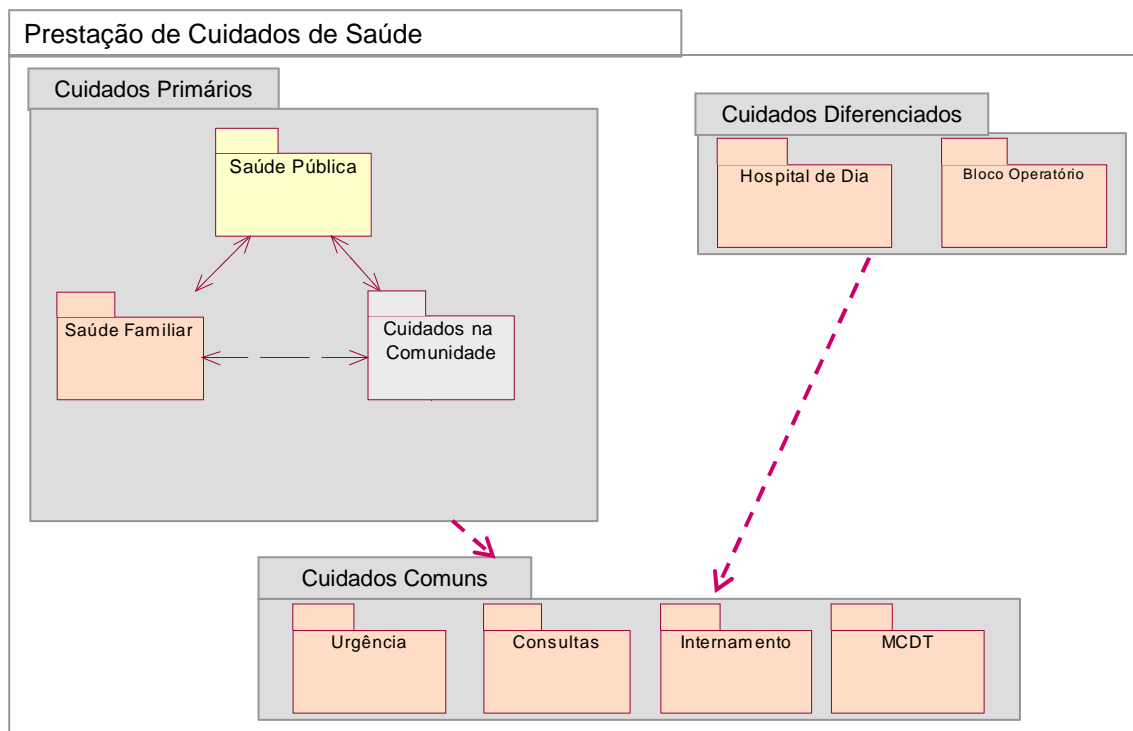 Prestação de Cuidados de Saúde
Cuidados Primários
Saúde Pública
Saúde Familiar
Cuidados na
Comunidade
Cuidados Diferenciados
Hospital de Dia
Bloco Operatório
Cuidados Comuns
Urgência
Consultas
Internamento
MCDT